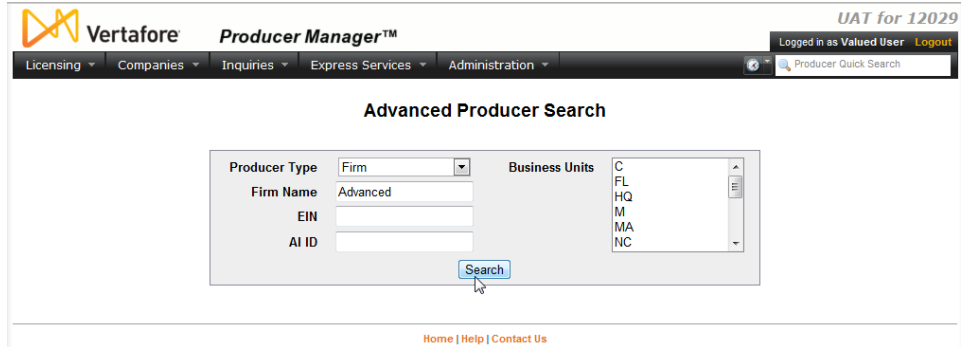 UAT for 12029
Vertafore Producer Manager™
Logged in as Valued User Logout
Licensing Companies Inquiries Express Services Administration Producer Quick Search
Advanced Producer Search
Producer Type Firm Business Units C
FL
Firm Name Advanced HQ
EIN M
MA
AI ID NC
Search
Home | Help | Contact Us